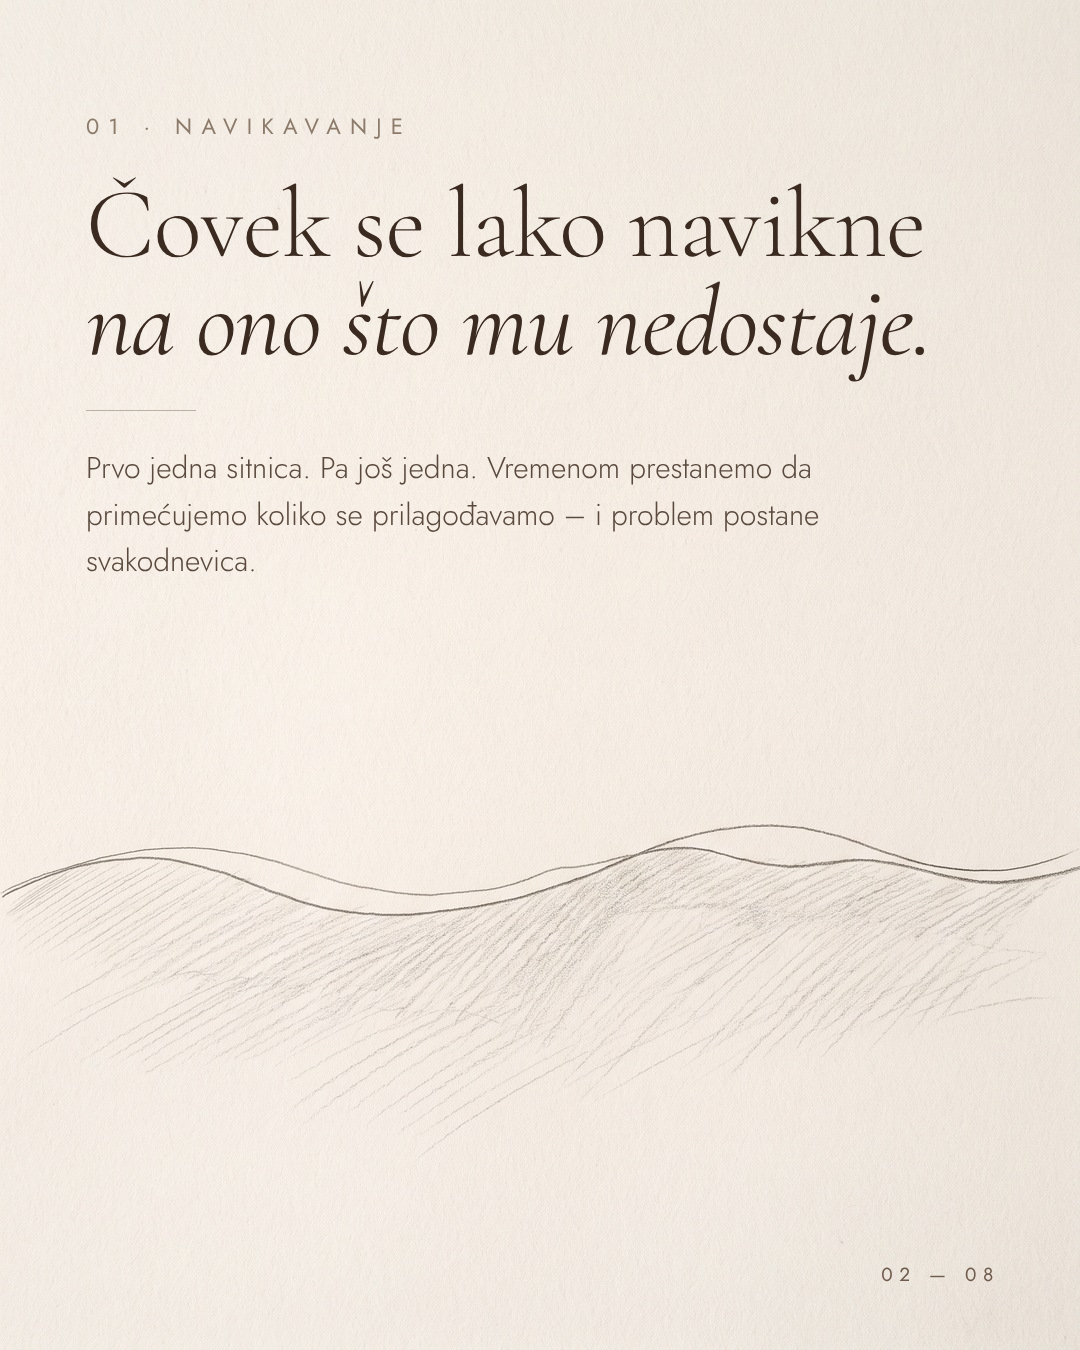 01 · NAVIKAVANJE
Čovek se lako navikne
na ono što mu nedostaje.
Prvo jedna sitnica. Pa još jedna. Vremenom prestanemo da
primećujemo koliko se prilagođavamo – i problem postane
svakodnevica.
02 — 08